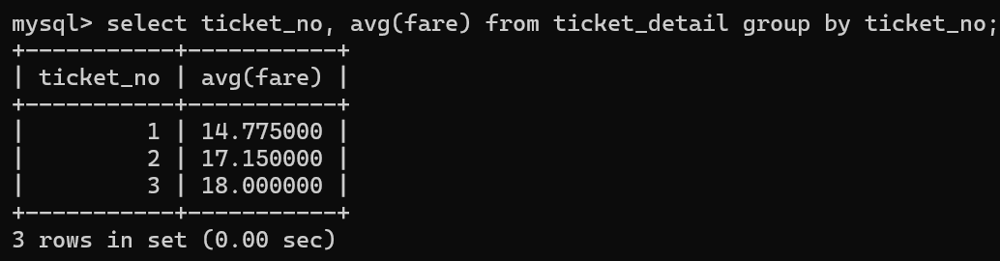 mysql> select ticket_no, avg(fare) from ticket_detail group by ticket_no;
+-----------+-----------+
| ticket_no | avg(fare) |
+-----------+-----------+
|         1 | 14.775000 |
|         2 | 17.150000 |
|         3 | 18.000000 |
+-----------+-----------+
3 rows in set (0.00 sec)